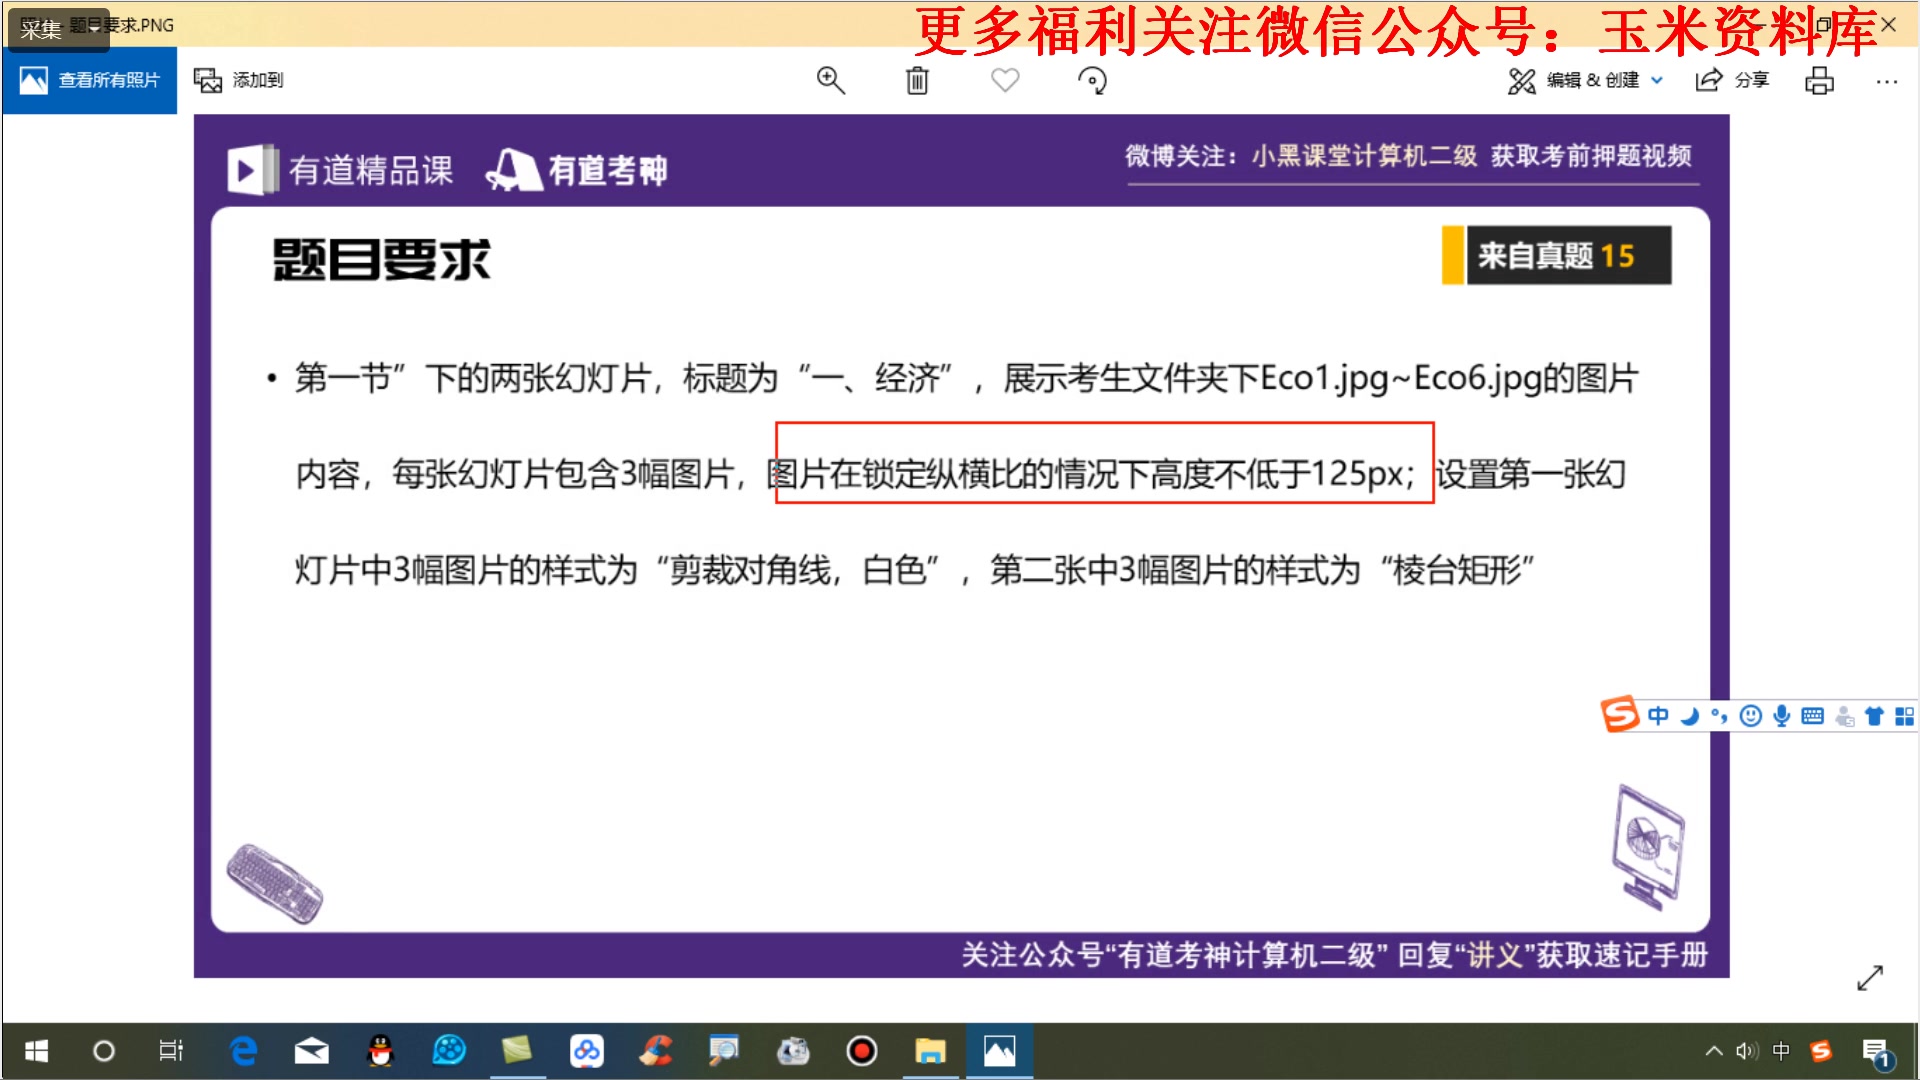 采集
题目要求.PNG
更多福利关注微信公众号：玉米资料库
查看所有照片
添加到
编辑 & 创建
分享
有道精品课
有道考神
微博关注：小黑课堂计算机二级 获取考前押题视频
题目要求
来自真题 15
• 第一节”下的两张幻灯片，标题为“一、经济”，展示考生文件夹下Eco1.jpg~Eco6.jpg的图片
内容，每张幻灯片包含3幅图片，图片在锁定纵横比的情况下高度不低于125px；设置第一张幻
灯片中3幅图片的样式为“剪裁对角线，白色”，第二张中3幅图片的样式为“棱台矩形”
中
关注公众号“有道考神计算机二级” 回复“讲义”获取速记手册
中
1